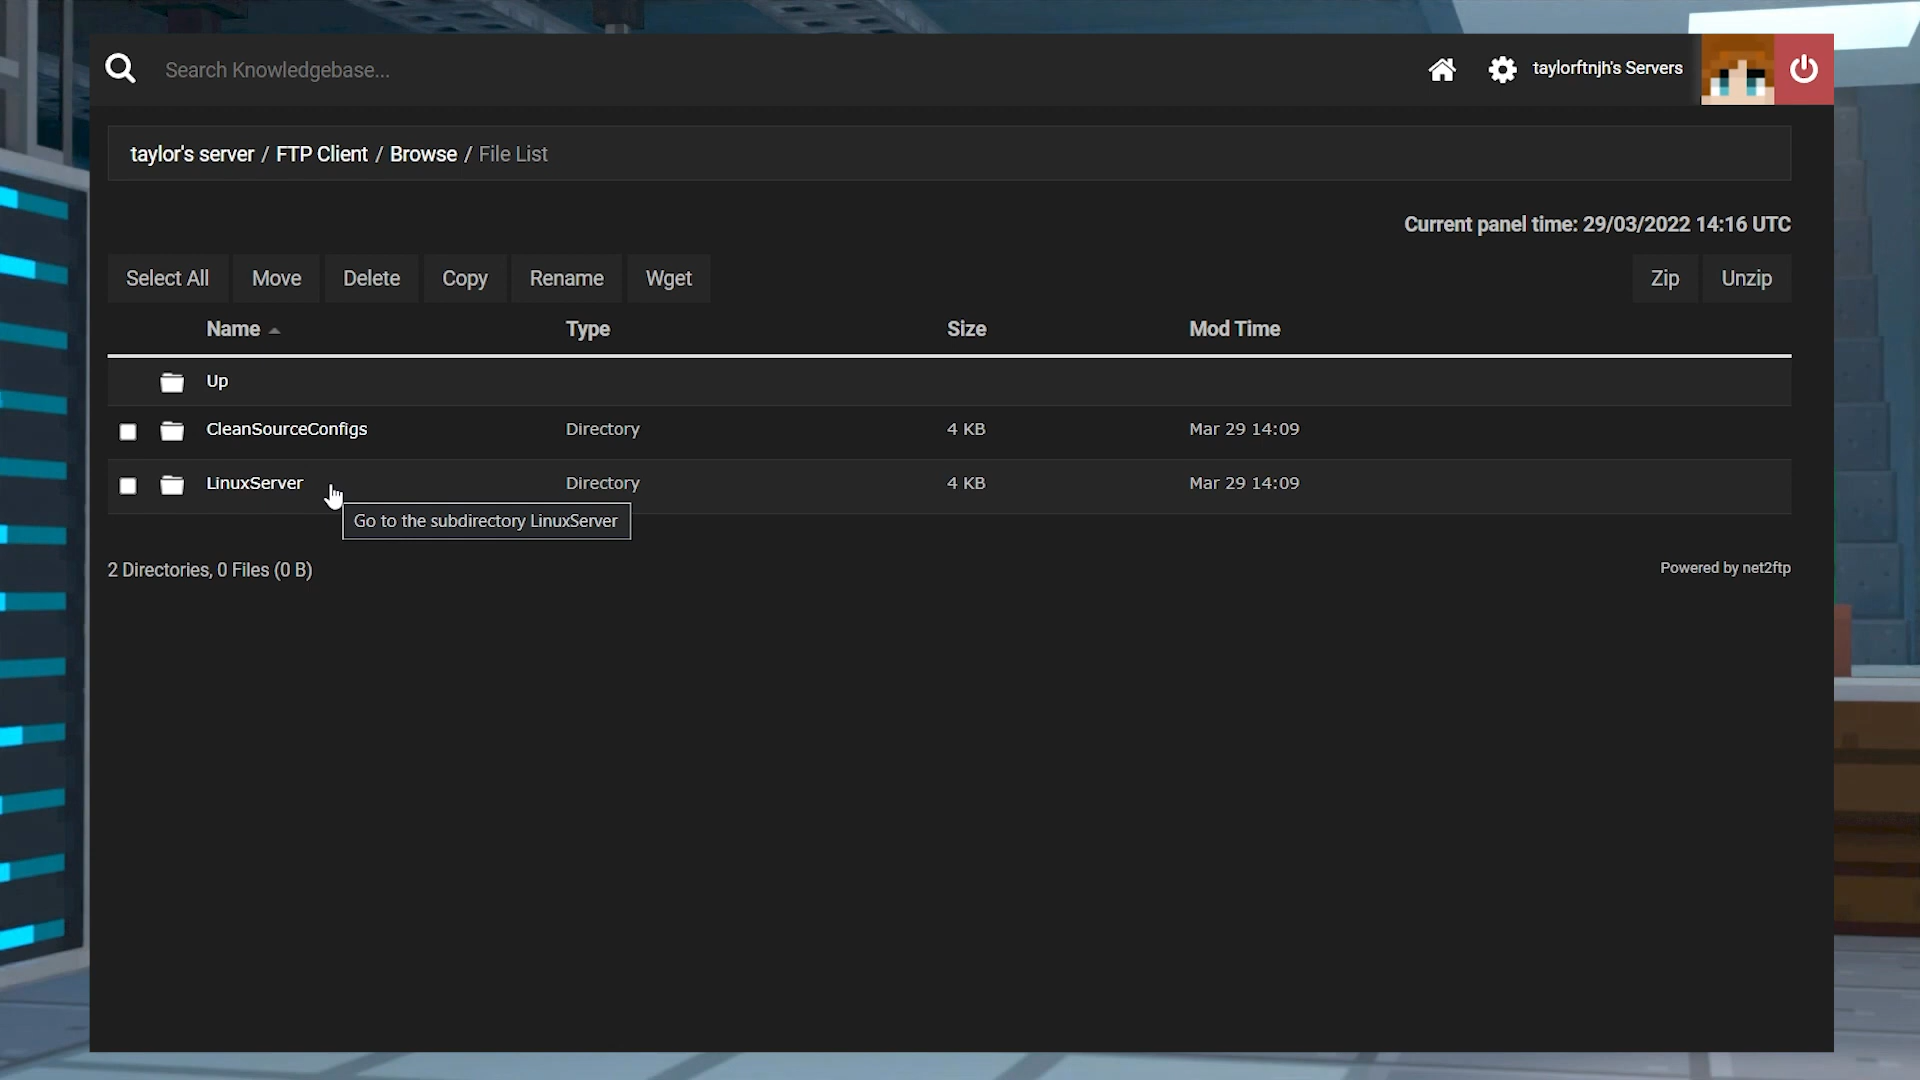 Search Knowledgebase...
taylorftnjh's Servers
taylor's server / FTP Client / Browse / File List
Current panel time: 29/03/2022 14:16 UTC
Select All Move Delete Copy Rename Wget Zip Unzip
Name Type Size Mod Time
Up
CleanSourceConfigs Directory 4 KB Mar 29 14:09
LinuxServer Directory 4 KB Mar 29 14:09
Go to the subdirectory LinuxServer
2 Directories, 0 Files (0 B)
Powered by net2ftp